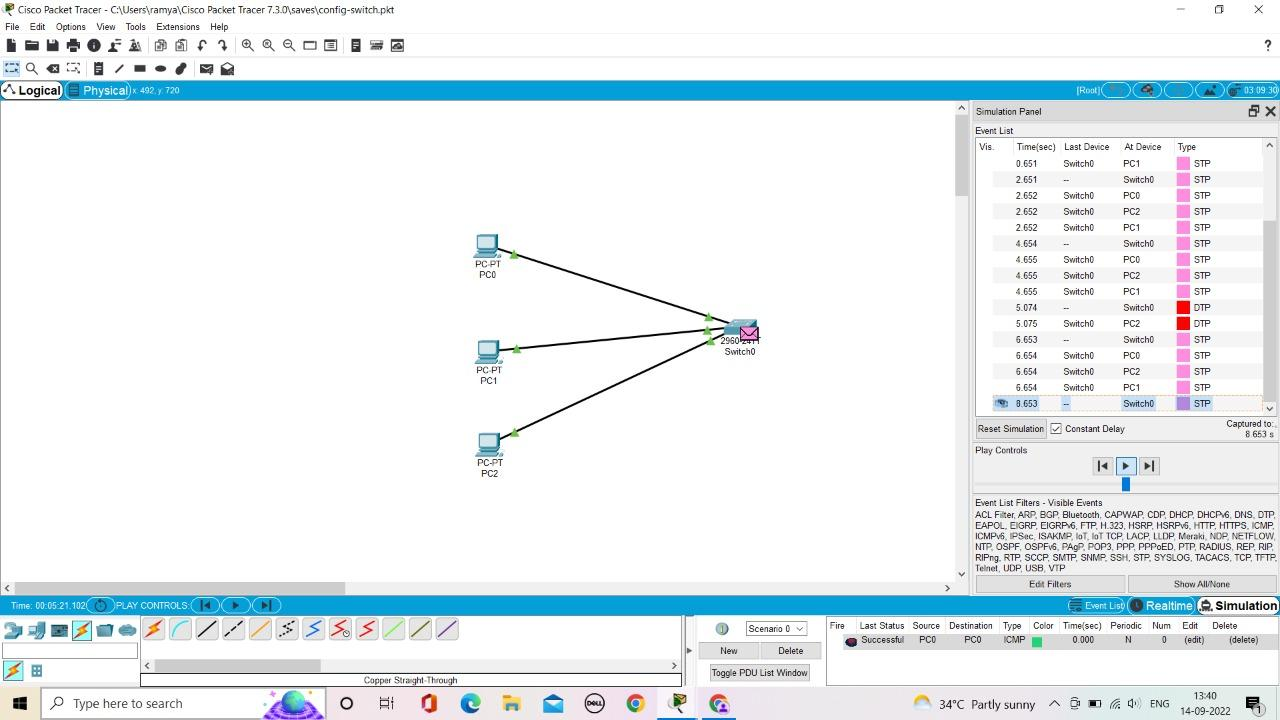 Cisco Packet Tracer - C:\Users\ramya\Cisco Packet Tracer 7.3.0\saves\config-switch.pkt
File Edit Options View Tools Extensions Help
Logical Physical x: 492, y: 720 [Root] 03:09:30
Simulation Panel
Event List
Vis. Time(sec) Last Device At Device Type
0.651 Switch0 PC1 STP
2.651 -- Switch0 STP
2.652 Switch0 PC0 STP
2.652 Switch0 PC2 STP
2.652 Switch0 PC1 STP
4.654 -- Switch0 STP
4.655 Switch0 PC0 STP
4.655 Switch0 PC2 STP
4.655 Switch0 PC1 STP
5.074 -- Switch0 DTP
5.075 Switch0 PC2 DTP
6.653 -- Switch0 STP
6.654 Switch0 PC0 STP
6.654 Switch0 PC2 STP
6.654 Switch0 PC1 STP
8.653 -- Switch0 STP
PC-PT
PC0
PC-PT
PC1
PC-PT
PC2
Switch0
Reset Simulation Constant Delay Captured to:
8.653 s
Play Controls
Event List Filters - Visible Events
ACL Filter, ARP, BGP, Bluetooth, CAPWAP, CDP, DHCP, DHCPv6, DNS, DTP,
EAPOL, EIGRP, EIGRPv6, FTP, H.323, HSRP, HSRPv6, HTTP, HTTPS, ICMP,
ICMPv6, IPSec, ISAKMP, IoT, IoT TCP, LACP, LLDP, Meraki, NDP, NETFLOW,
NTP, OSPF, OSPFv6, PAgP, POP3, PPP, PPPoED, PTP, RADIUS, REP, RIP,
RIPng, RTP, SCCP, SMTP, SNMP, SSH, STP, SYSLOG, TACACS, TCP, TFTP,
Telnet, UDP, USB, VTP
Edit Filters Show All/None
Time: 00:05:21.102 PLAY CONTROLS: Event List Realtime Simulation
Scenario 0
New Delete
Toggle PDU List Window
Fire Last Status Source Destination Type Color Time(sec) Periodic Num Edit Delete
Successful PC0 PC0 ICMP 0.000 N 0 (edit) (delete)
Copper Straight-Through
Type here to search
DELL
34°C Partly sunny
ENG
13:40
14-09-2022
1